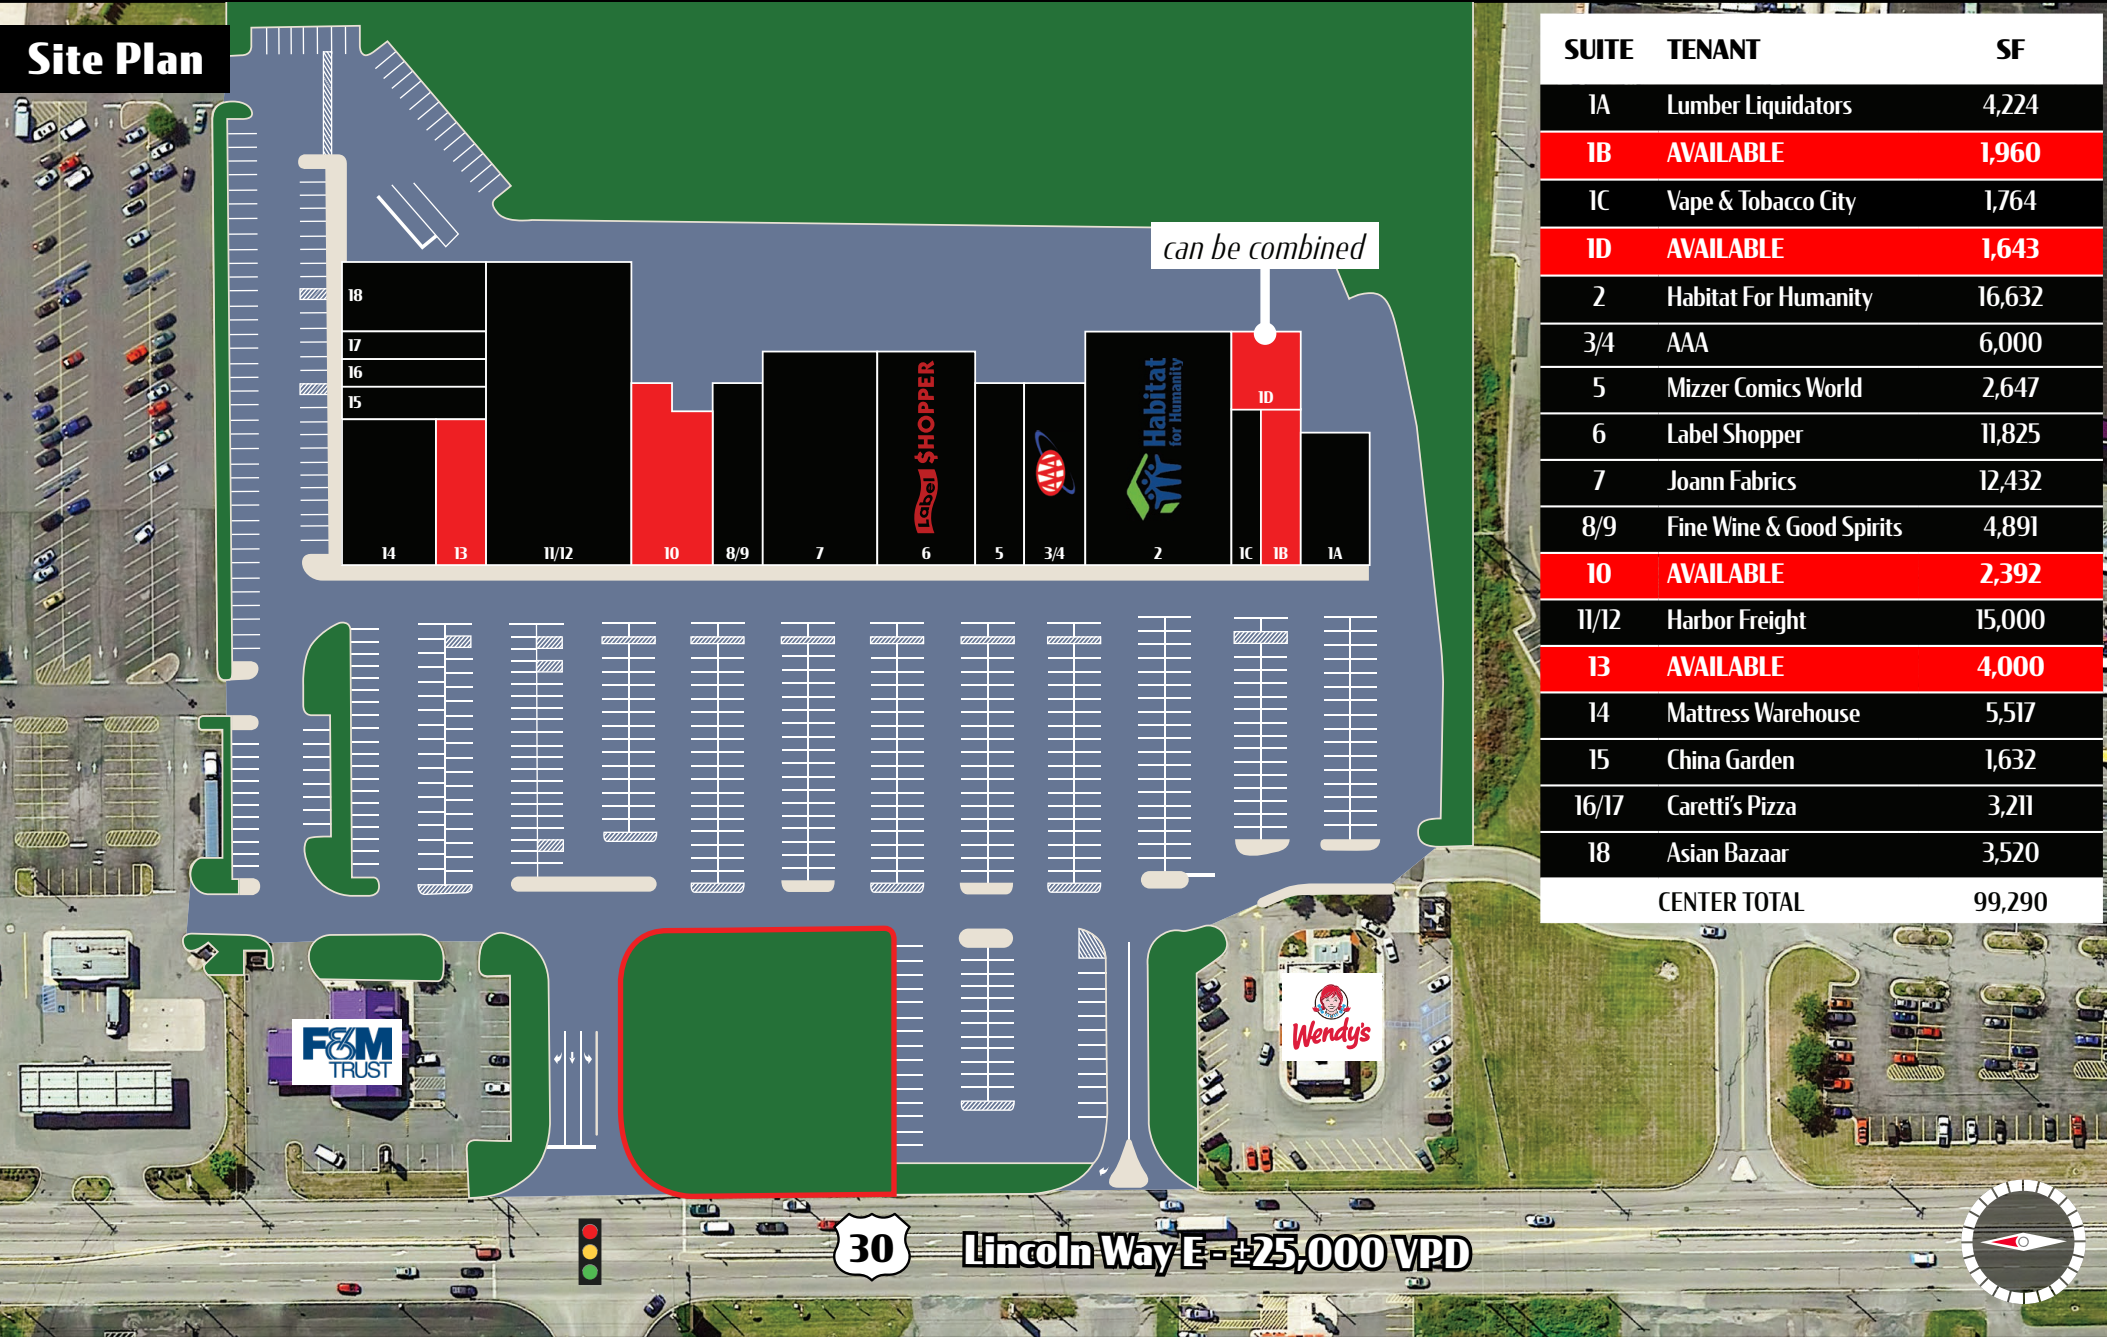 Site Plan
SUITE TENANT SF
1A Lumber Liquidators 4,224
1B AVAILABLE 1,960
1C Vape & Tobacco City 1,764
1D AVAILABLE 1,643
2 Habitat For Humanity 16,632
3/4 AAA 6,000
5 Mizzer Comics World 2,647
6 Label Shopper 11,825
7 Joann Fabrics 12,432
8/9 Fine Wine & Good Spirits 4,891
10 AVAILABLE 2,392
11/12 Harbor Freight 15,000
13 AVAILABLE 4,000
14 Mattress Warehouse 5,517
15 China Garden 1,632
16/17 Caretti's Pizza 3,211
18 Asian Bazaar 3,520
CENTER TOTAL 99,290
can be combined
18
17
16
15
1D
Label $HOPPER
AAA
Habitat
for Humanity
14 13 11/12 10 8/9 7 6 5 3/4 2 1C 1B 1A
F&M
TRUST
Wendy's
30
Lincoln Way E - ±25,000 VPD